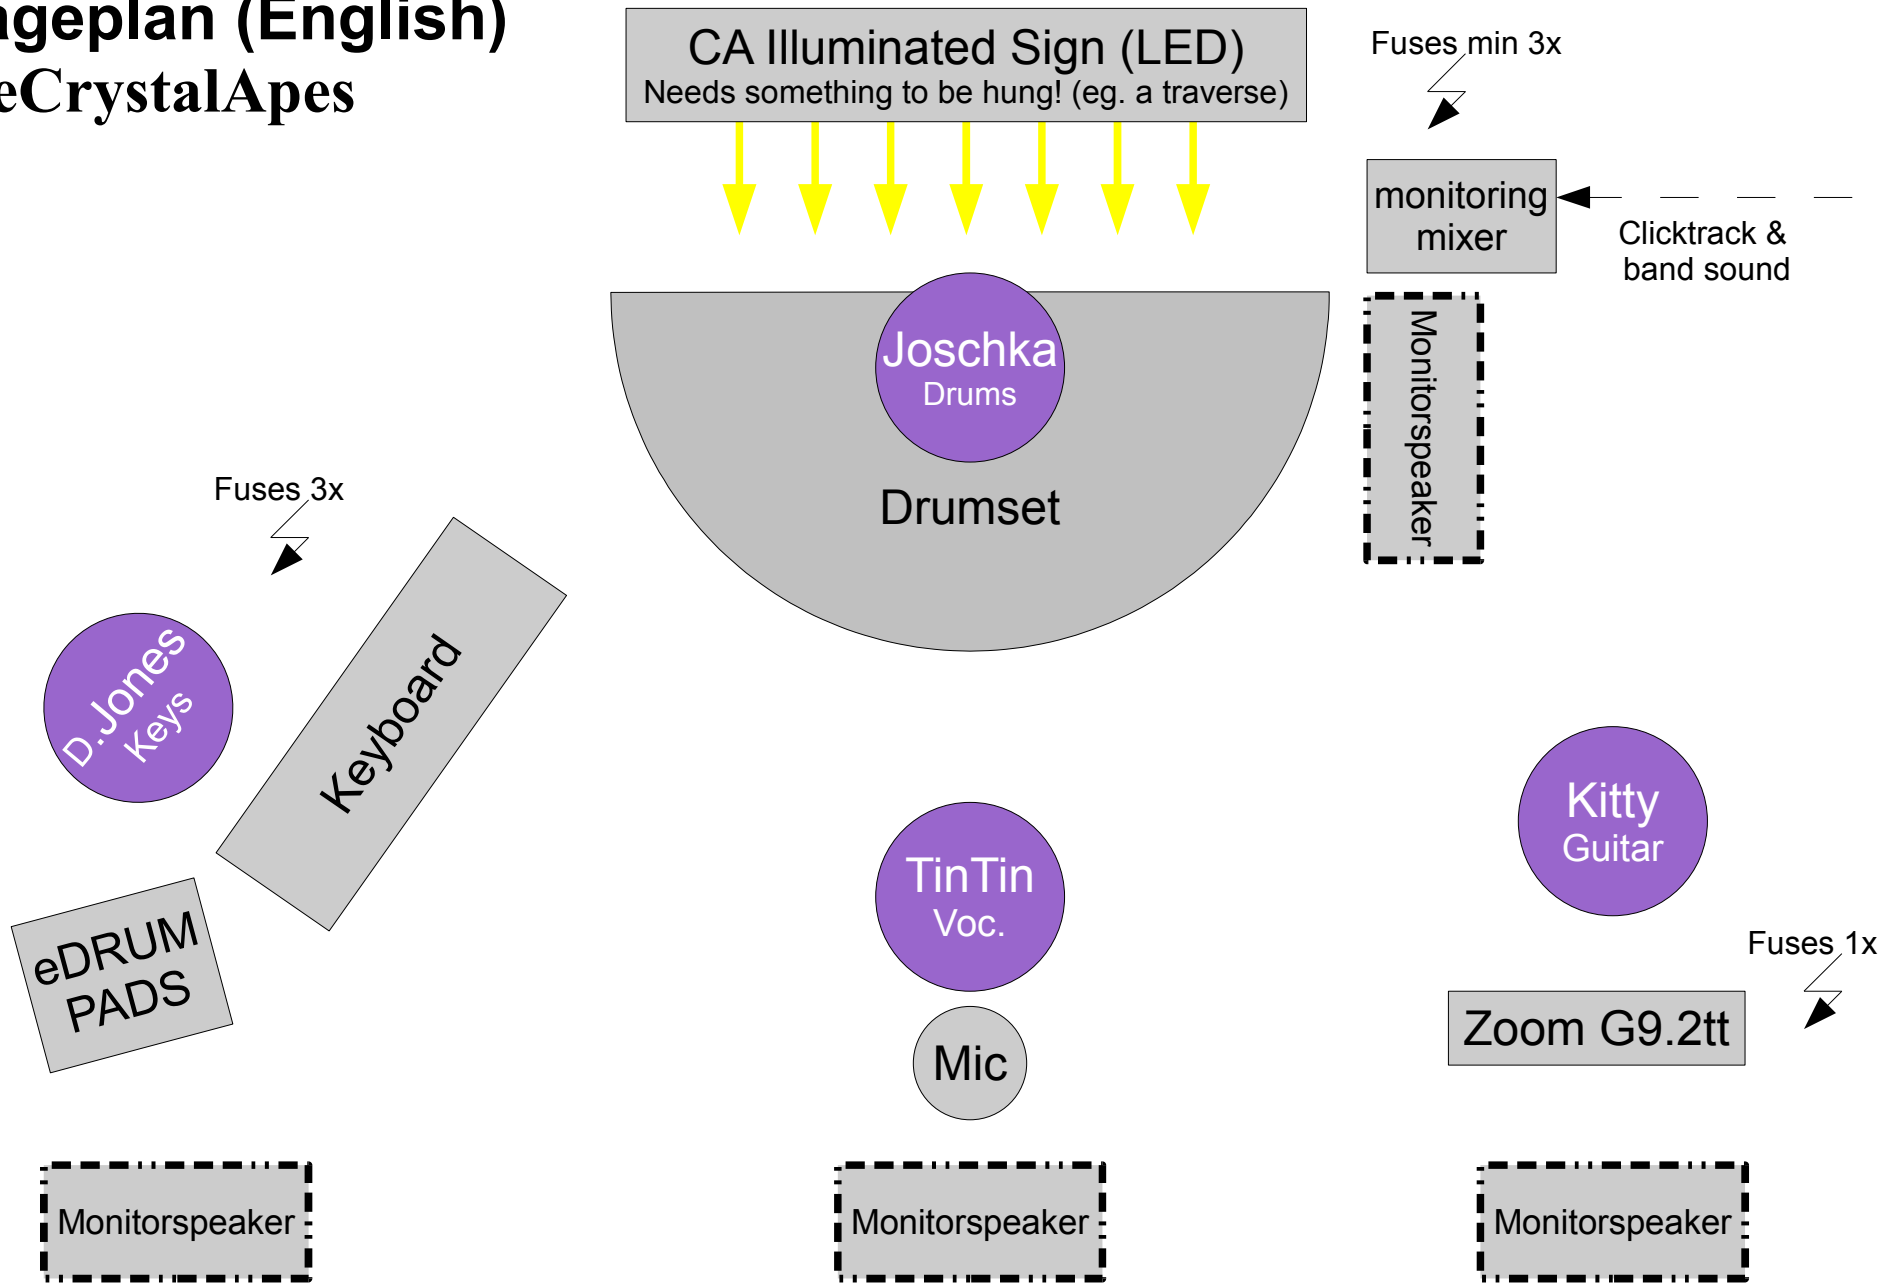 ageplan (English)
eCrystalApes
CA Illuminated Sign (LED)
Needs something to be hung! (eg. a traverse)
Fuses min 3x
monitoring
mixer
Clicktrack &
band sound
Joschka
Drums
Drumset
Monitorspeaker
Fuses 3x
D.Jones
Keys
Keyboard
eDRUM
PADS
TinTin
Voc.
Mic
Kitty
Guitar
Fuses 1x
Zoom G9.2tt
Monitorspeaker
Monitorspeaker
Monitorspeaker